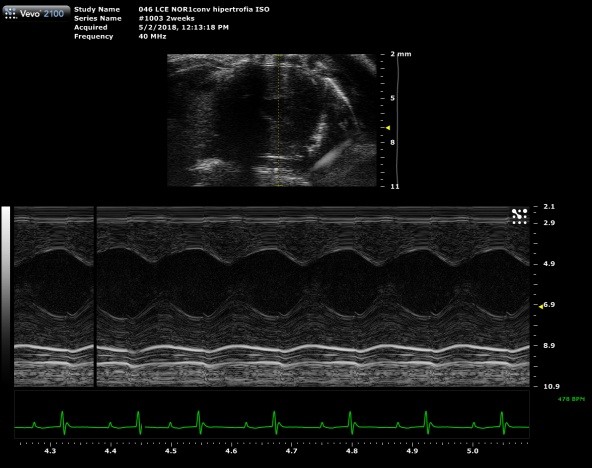 Vevo 2100
Study Name 046 LCE NOR1conv hipertrofia ISO
Series Name #1003 2weeks
Acquired 5/2/2018, 12:13:18 PM
Frequency 40 MHz
2 mm
5
8
11
2.1
2.9
4.9
6.9
8.9
10.9
478 BPM
4.3 4.4 4.5 4.6 4.7 4.8 4.9 5.0